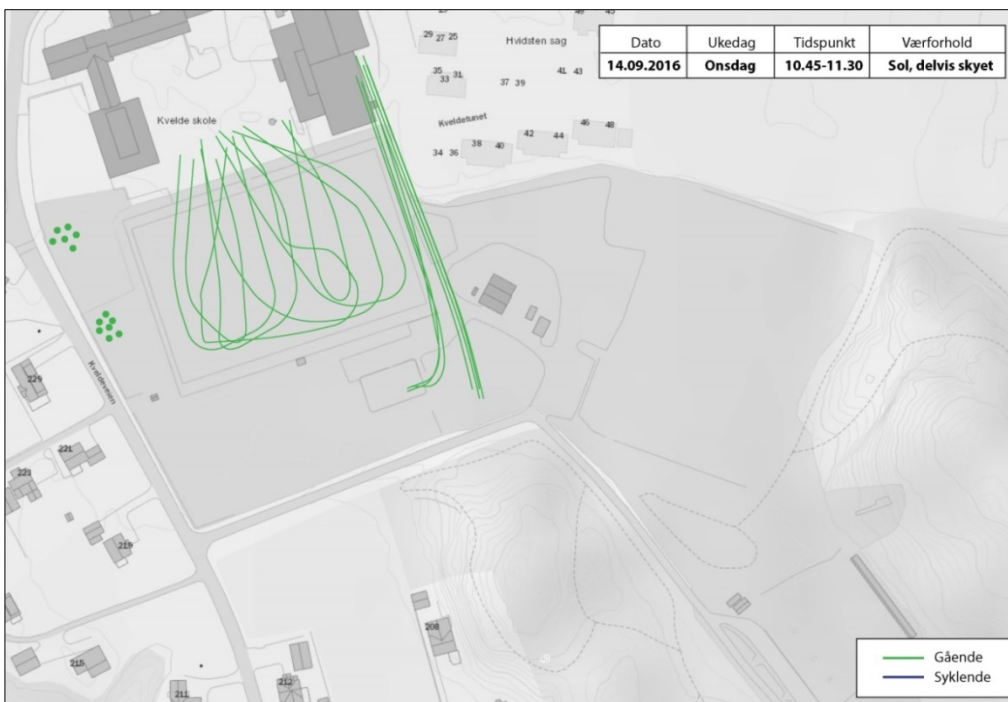 29 27 25
Hvidsten sag
Dato Ukedag Tidspunkt Værforhold
14.09.2016 Onsdag 10.45-11.30 Sol, delvis skyet
35 33 31
41 43
37 39
Kvelde skole
Kveldetunet
46
42 44 48
38 40
34 36
Kveldeveien
229
221
223
219
208
215
211
212
Gående
Syklende